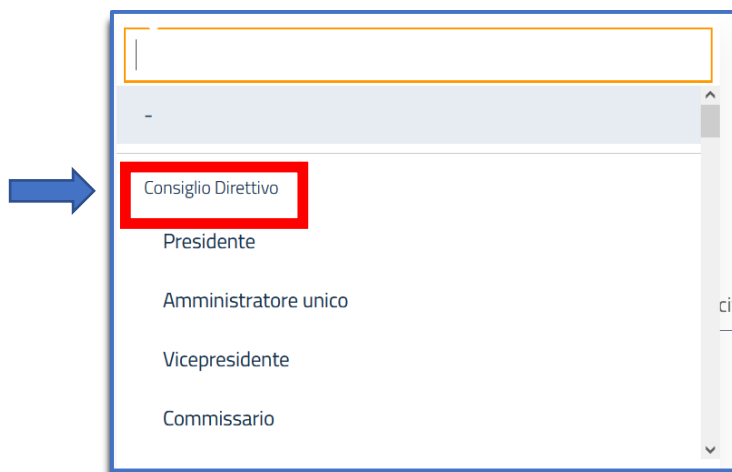 -
Consiglio Direttivo
Presidente
Amministratore unico
Vicepresidente
Commissario